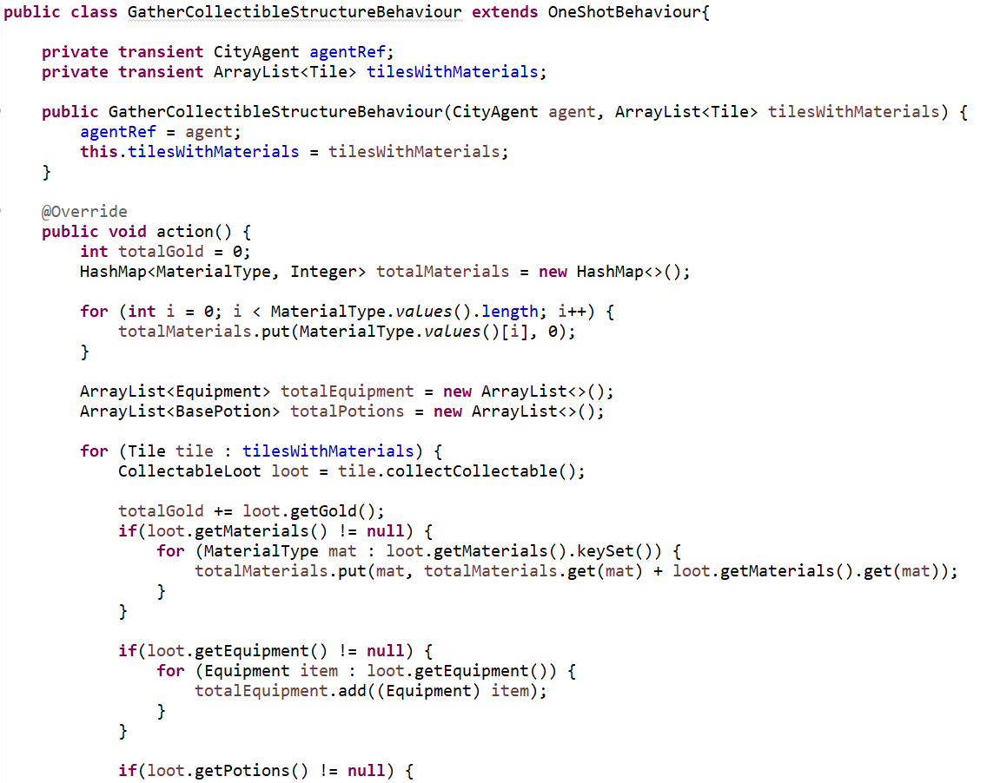 public class GatherCollectibleStructureBehaviour extends OneShotBehaviour{
private transient CityAgent agentRef;
private transient ArrayList<Tile> tilesWithMaterials;
public GatherCollectibleStructureBehaviour(CityAgent agent, ArrayList<Tile> tilesWithMaterials) {
agentRef = agent;
this.tilesWithMaterials = tilesWithMaterials;
}
@Override
public void action() {
int totalGold = 0;
HashMap<MaterialType, Integer> totalMaterials = new HashMap<>();
for (int i = 0; i < MaterialType.values().length; i++) {
totalMaterials.put(MaterialType.values()[i], 0);
}
ArrayList<Equipment> totalEquipment = new ArrayList<>();
ArrayList<BasePotion> totalPotions = new ArrayList<>();
for (Tile tile : tilesWithMaterials) {
CollectableLoot loot = tile.collectCollectable();
totalGold += loot.getGold();
if(loot.getMaterials() != null) {
for (MaterialType mat : loot.getMaterials().keySet()) {
totalMaterials.put(mat, totalMaterials.get(mat) + loot.getMaterials().get(mat));
}
}
if(loot.getEquipment() != null) {
for (Equipment item : loot.getEquipment()) {
totalEquipment.add((Equipment) item);
}
}
if(loot.getPotions() != null) {